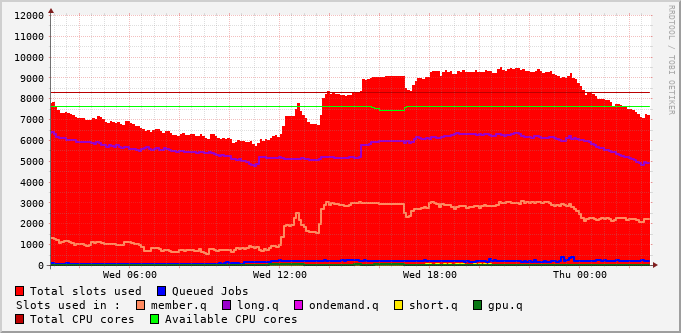 12000
11000
10000
9000
8000
7000
6000
5000
4000
3000
2000
1000
0
Wed 06:00 Wed 12:00 Wed 18:00 Thu 00:00
RRDTOOL / TOBI OETIKER
Total slots used Queued Jobs
Slots used in : member.q long.q ondemand.q short.q gpu.q
Total CPU cores Available CPU cores